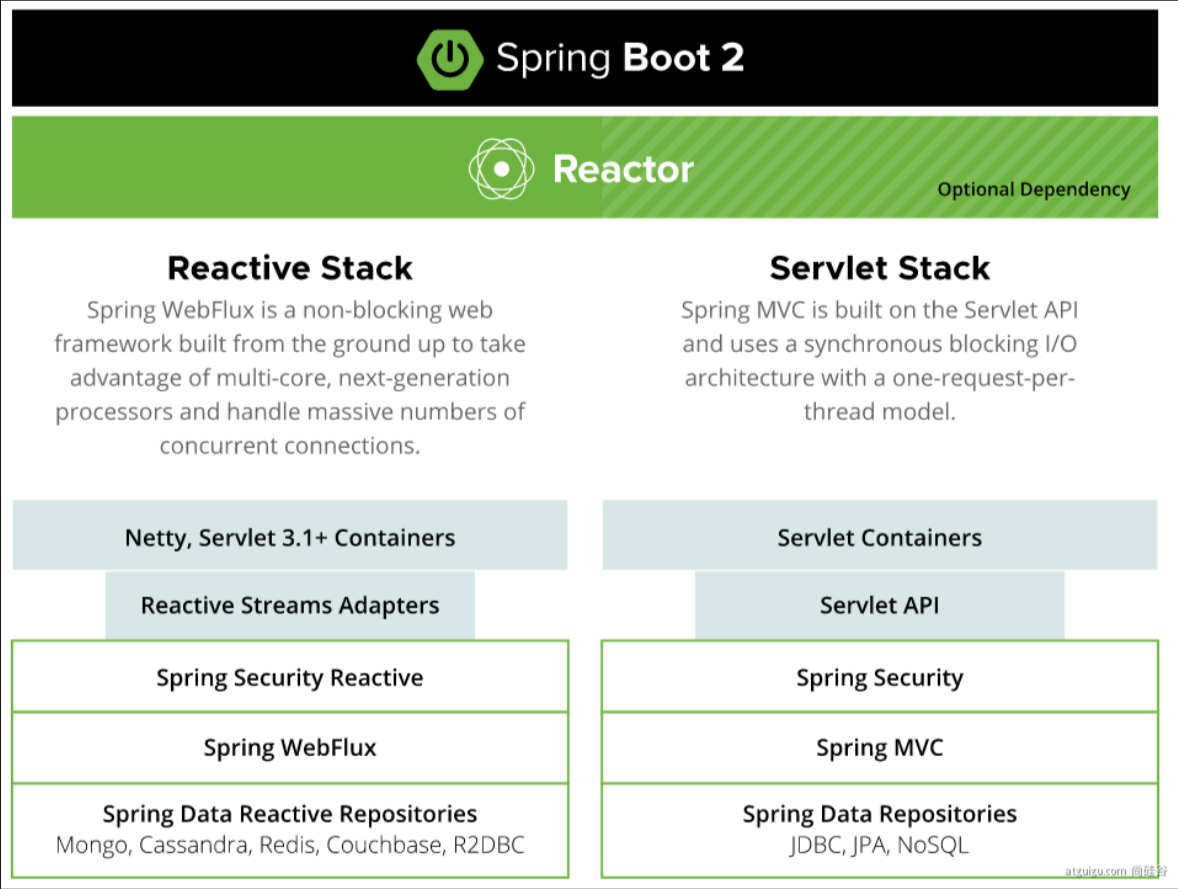 Spring Boot 2
Reactor
Optional Dependency
Reactive Stack
Spring WebFlux is a non-blocking web
framework built from the ground up to take
advantage of multi-core, next-generation
processors and handle massive numbers of
concurrent connections.
Servlet Stack
Spring MVC is built on the Servlet API
and uses a synchronous blocking I/O
architecture with a one-request-per-
thread model.
Netty, Servlet 3.1+ Containers
Reactive Streams Adapters
Spring Security Reactive
Spring WebFlux
Spring Data Reactive Repositories
Mongo, Cassandra, Redis, Couchbase, R2DBC
Servlet Containers
Servlet API
Spring Security
Spring MVC
Spring Data Repositories
JDBC, JPA, NoSQL
atguigu.com 尚硅谷